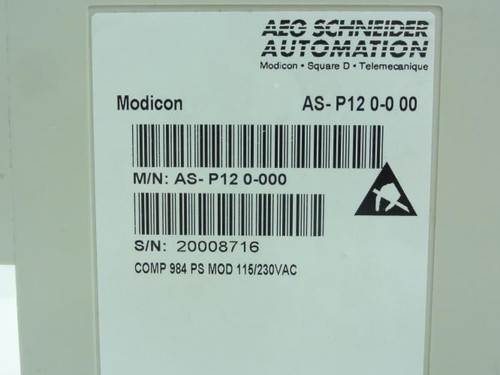 AEG SCHNEIDER
AUTOMATION
Modicon • Square D • Telemecanique
Modicon AS- P12 0-0 00
M/N: AS- P12 0-000
S/N: 20008716
COMP 984 PS MOD 115/230VAC